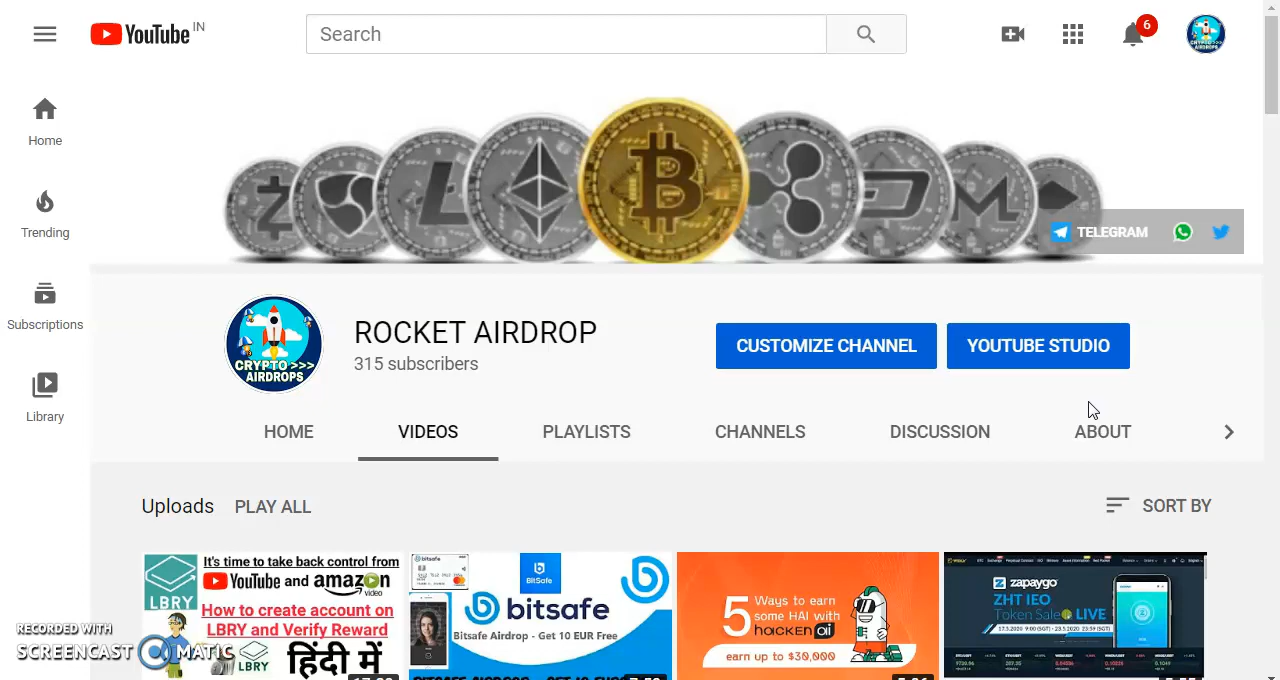 YouTube IN
Search
6
Home
Trending
Subscriptions
Library
TELEGRAM
CRYPTO >>>
AIRDROPS
ROCKET AIRDROP
315 subscribers
CUSTOMIZE CHANNEL
YOUTUBE STUDIO
HOME
VIDEOS
PLAYLISTS
CHANNELS
DISCUSSION
ABOUT
Uploads
PLAY ALL
SORT BY
LBRY
It's time to take back control from
YouTube and amazon
video
How to create account on
LBRY and Verify Reward
LBRY
हिंदी में
bitsafe
BitSafe
bitsafe
Bitsafe Airdrop - Get 10 EUR Free
5 Ways to earn
some HAI with
hacken ai
earn up to $30,000
ZAPAYGO
ZHT IEO
Token Sale LIVE
RECORDED WITH
SCREENCAST MATIC